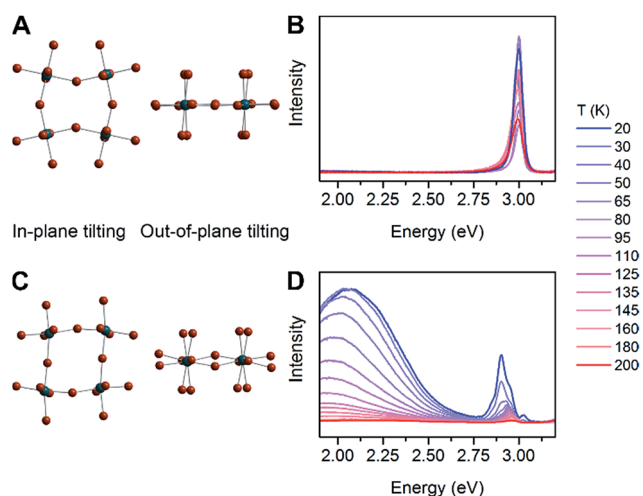 A
B
Intensity
2.00 2.25 2.50 2.75 3.00
Energy (eV)
In-plane tilting Out-of-plane tilting
C
D
Intensity
2.00 2.25 2.50 2.75 3.00
Energy (eV)
T (K)
20
30
40
50
65
80
95
110
125
135
145
160
180
200